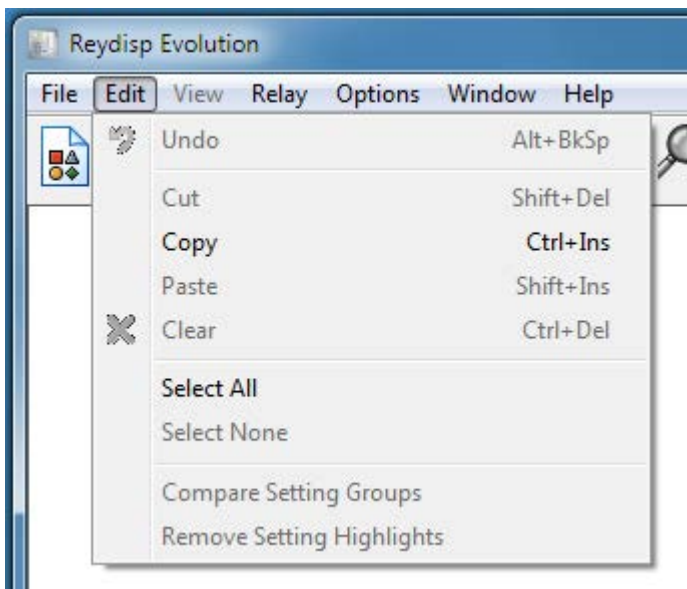 Reydisp Evolution
File Edit View Relay Options Window Help
Undo Alt+BkSp
Cut Shift+Del
Copy Ctrl+Ins
Paste Shift+Ins
Clear Ctrl+Del
Select All
Select None
Compare Setting Groups
Remove Setting Highlights